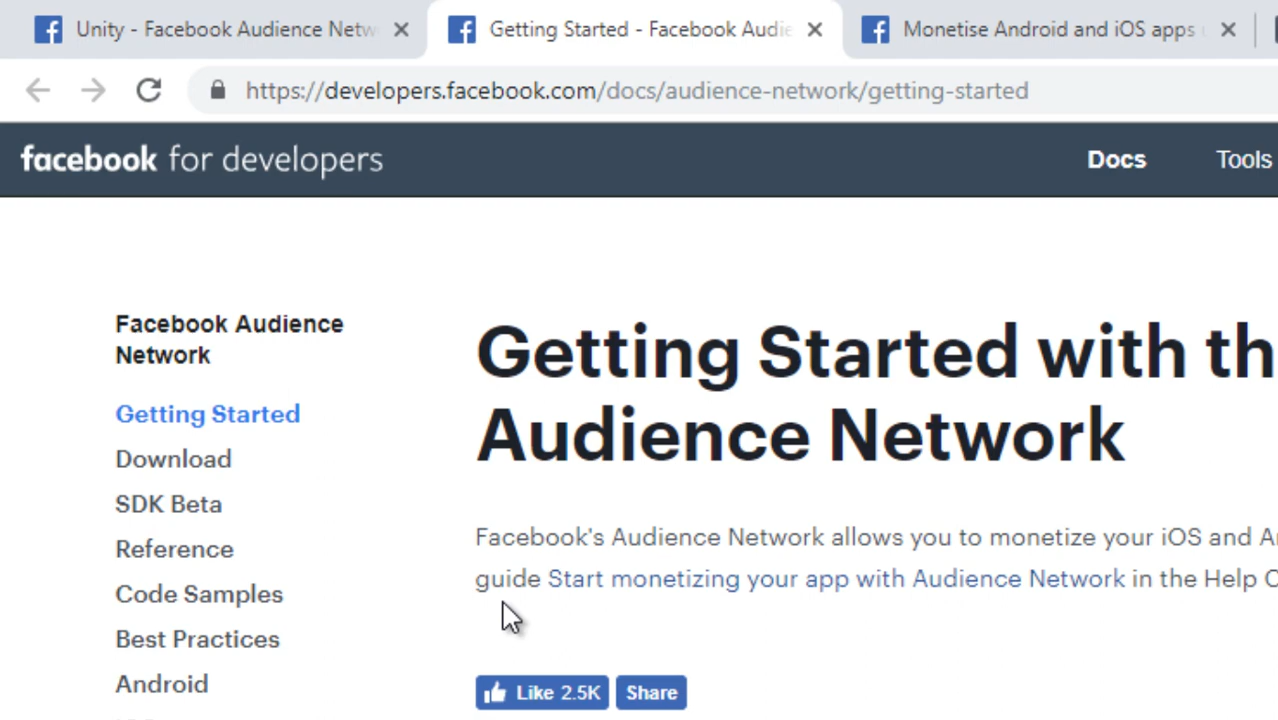 Unity - Facebook Audience Netw
Getting Started - Facebook Audie
Monetise Android and iOS apps
https://developers.facebook.com/docs/audience-network/getting-started
facebook for developers
Docs
Tools
Facebook Audience
Network
Getting Started
Download
SDK Beta
Reference
Code Samples
Best Practices
Android
Getting Started with th
Audience Network
Facebook's Audience Network allows you to monetize your iOS and A
guide Start monetizing your app with Audience Network in the Help C
Like 2.5K
Share